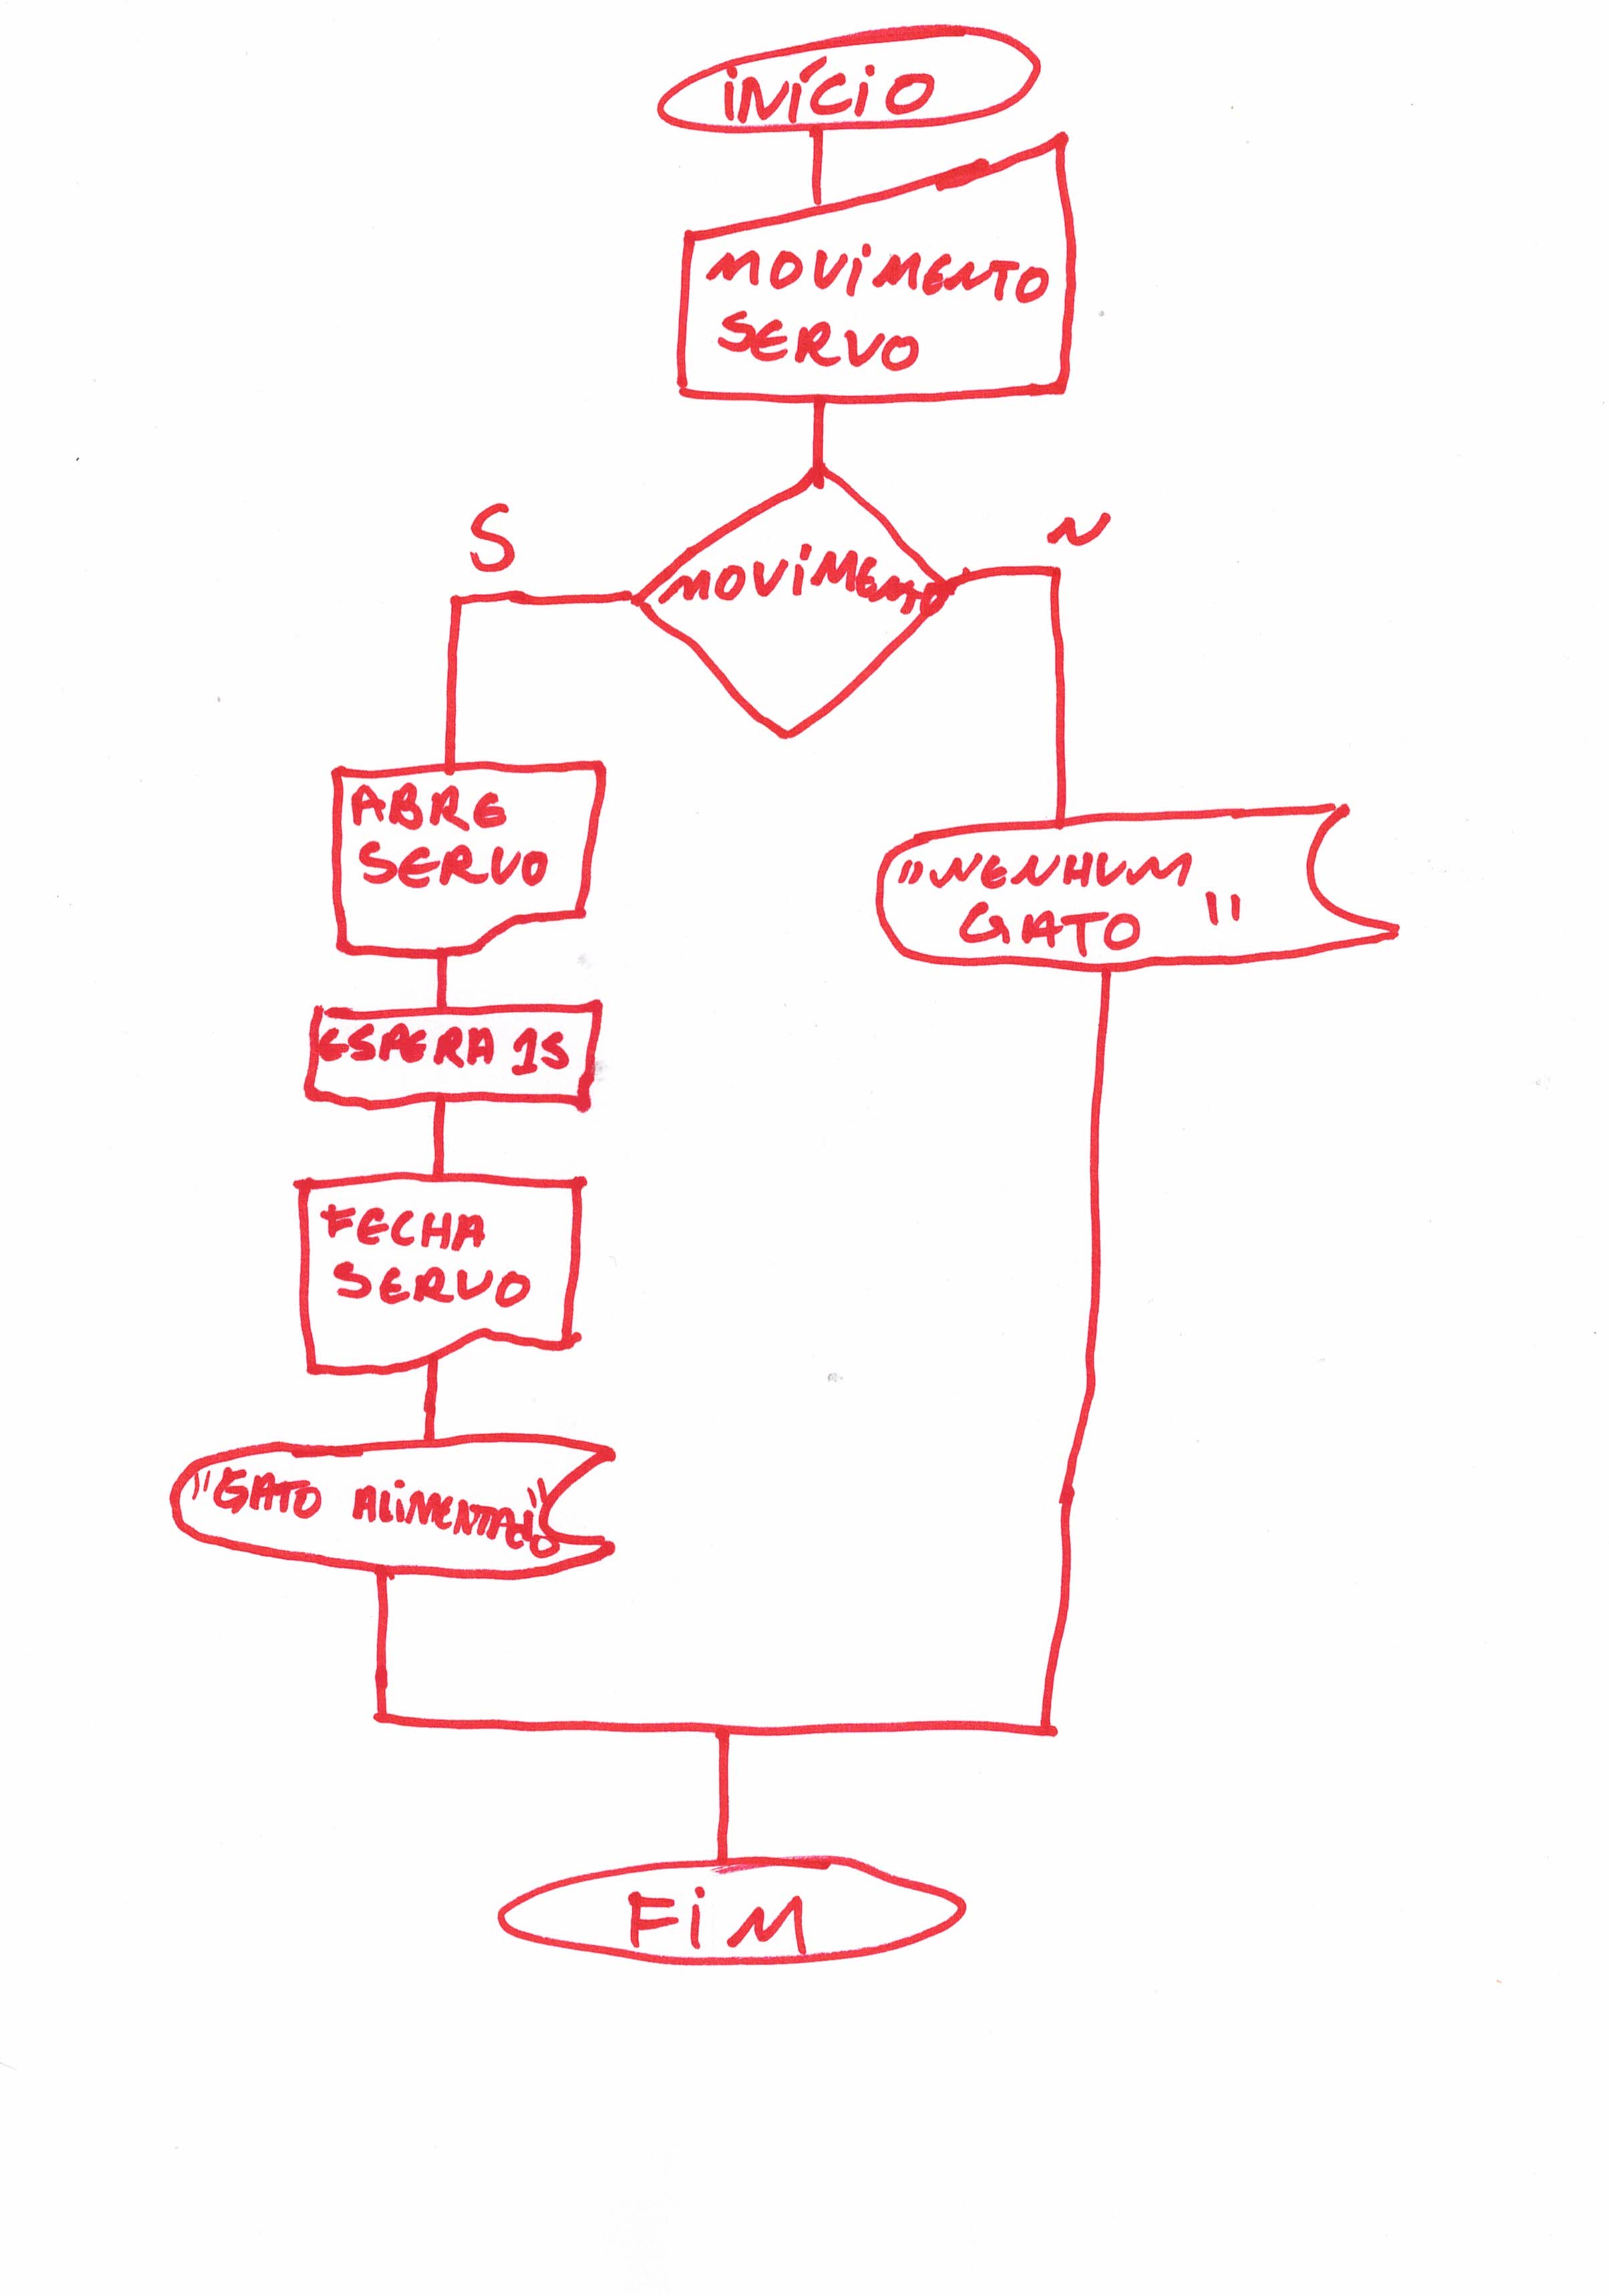 INÍCIO
MOVIMENTO
SERVO
S
N
MOVIMENTO
ABRE
SERVO
"NENHUM
GATO "
ESPERA 1S
FECHA
SERVO
"GATO ALIMENTADO"
FIM